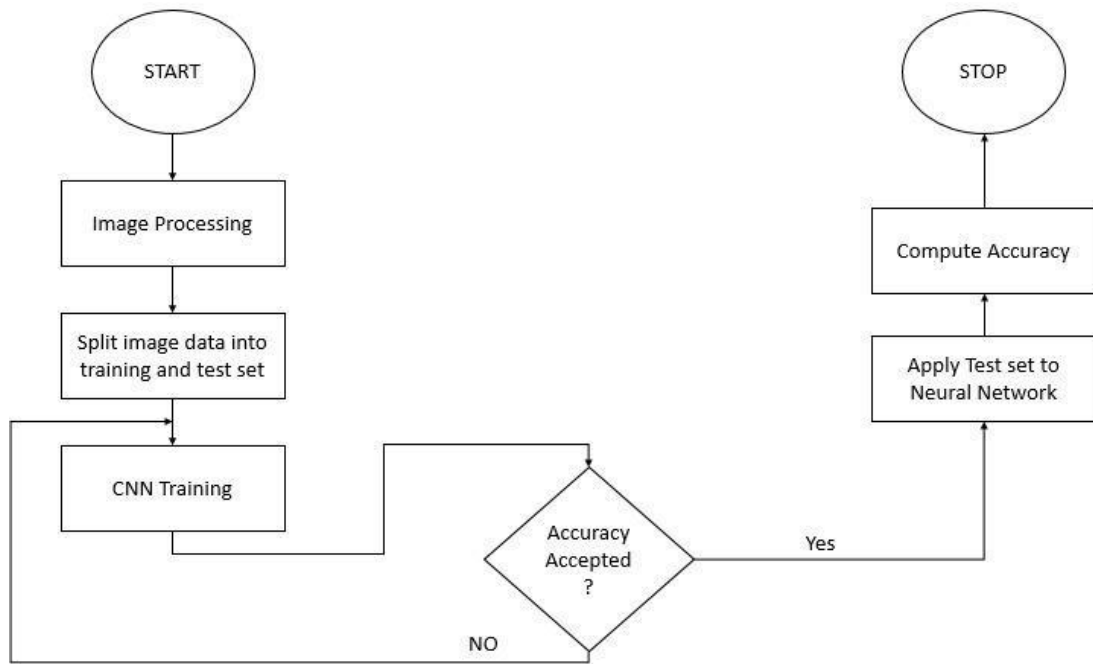 START
Image Processing
Split image data into
training and test set
CNN Training
Accuracy
Accepted
?
NO
Yes
Apply Test set to
Neural Network
Compute Accuracy
STOP